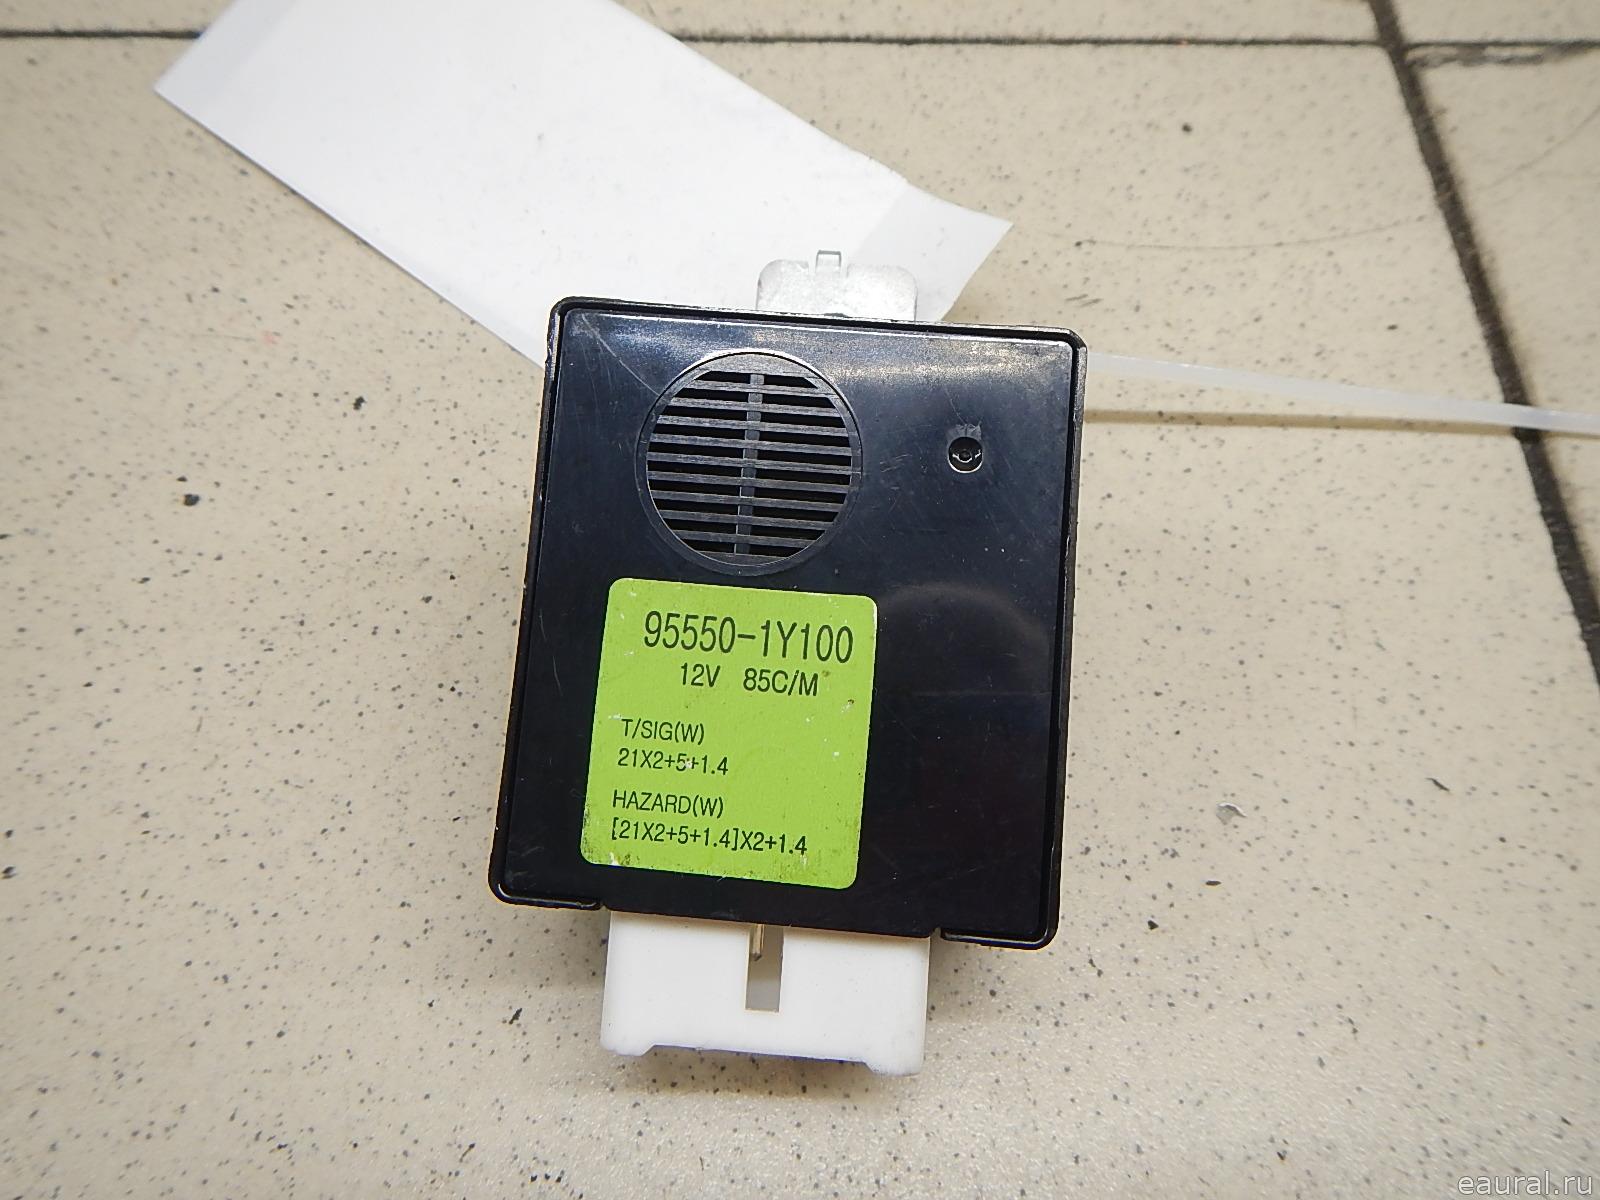 95550-1Y100
12V 85C/M
T/SIG(W)
21X2+5+1.4
HAZARD(W)
[21X2+5+1.4]X2+1.4
eaural.ru